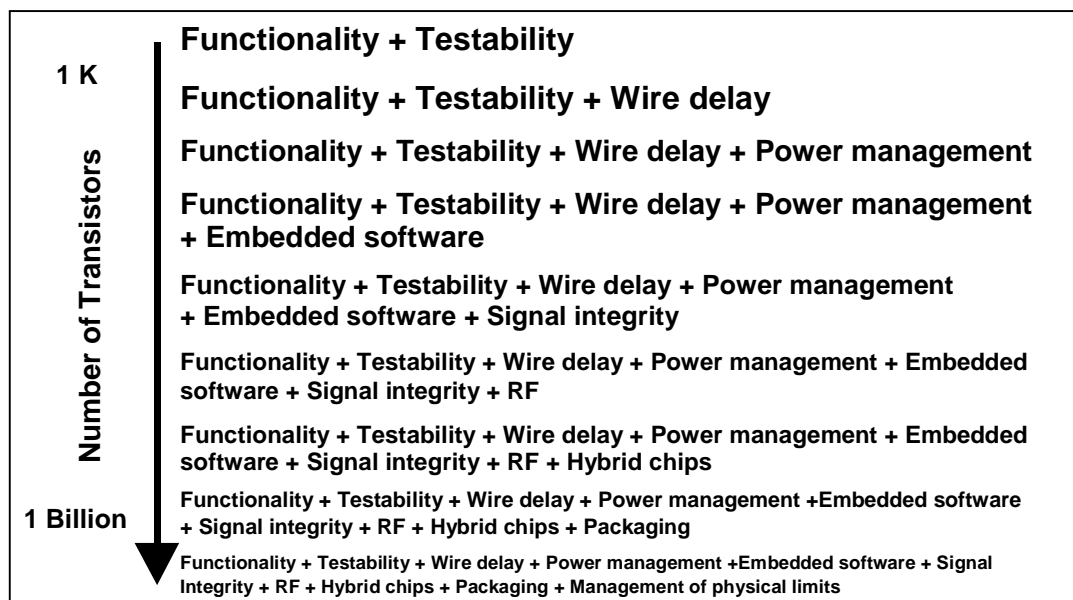 1 K
Number of Transistors
1 Billion
Functionality + Testability
Functionality + Testability + Wire delay
Functionality + Testability + Wire delay + Power management
Functionality + Testability + Wire delay + Power management
+ Embedded software
Functionality + Testability + Wire delay + Power management
+ Embedded software + Signal integrity
Functionality + Testability + Wire delay + Power management + Embedded
software + Signal integrity + RF
Functionality + Testability + Wire delay + Power management + Embedded
software + Signal integrity + RF + Hybrid chips
Functionality + Testability + Wire delay + Power management +Embedded software
+ Signal integrity + RF + Hybrid chips + Packaging
Functionality + Testability + Wire delay + Power management +Embedded software + Signal
Integrity + RF + Hybrid chips + Packaging + Management of physical limits